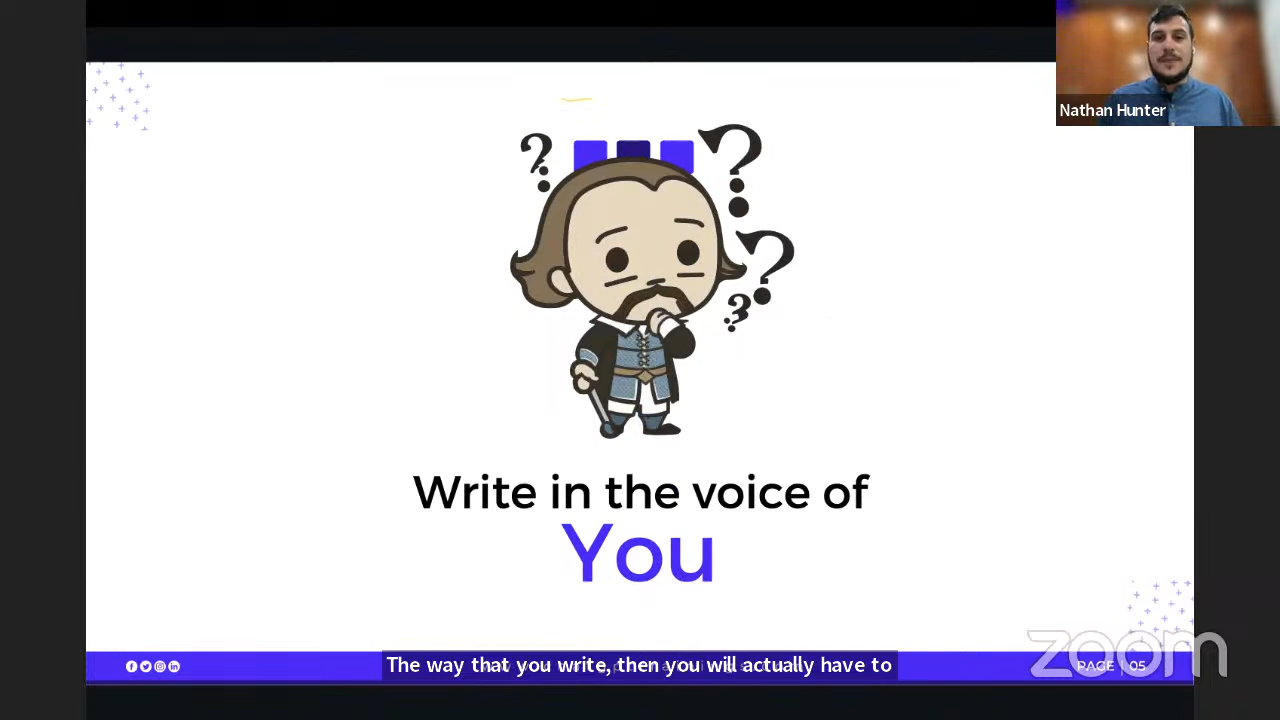 Nathan Hunter
? ? ? ?
Write in the voice of
You
The way that you write, then you will actually have to
PAGE | 05
zoom